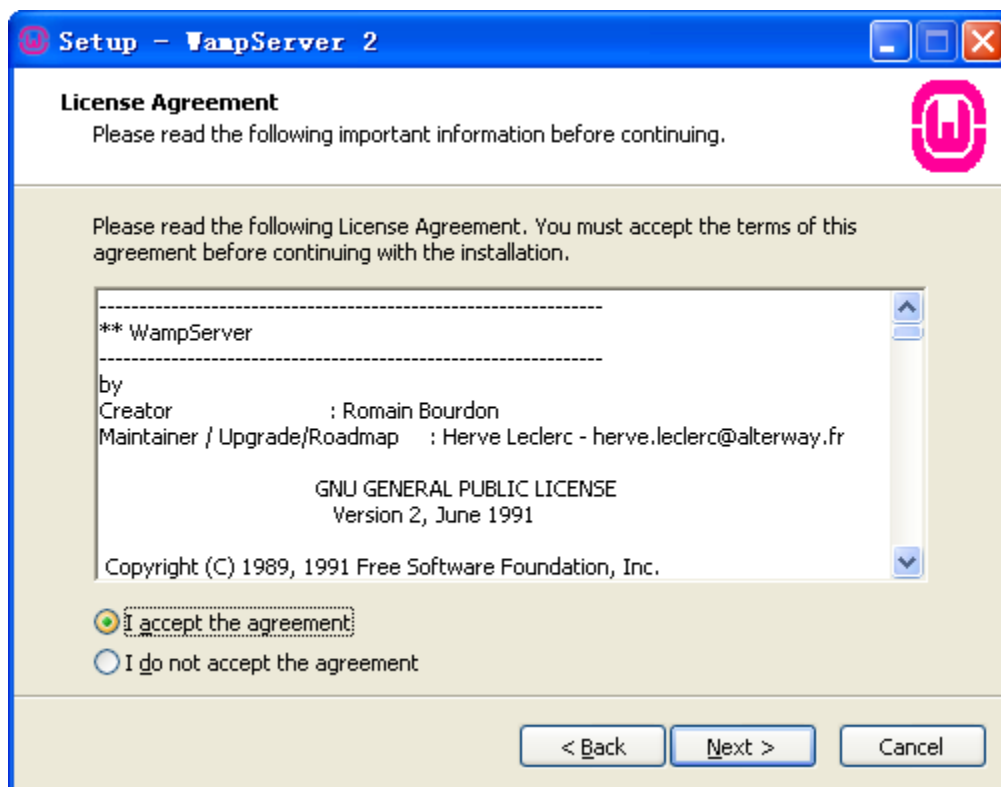 Setup - WampServer 2
License Agreement
Please read the following important information before continuing.
Please read the following License Agreement. You must accept the terms of this
agreement before continuing with the installation.
---------------------------------------------------------------
** WampServer
---------------------------------------------------------------
by
Creator : Romain Bourdon
Maintainer / Upgrade/Roadmap : Herve Leclerc - herve.leclerc@alterway.fr
GNU GENERAL PUBLIC LICENSE
Version 2, June 1991
Copyright (C) 1989, 1991 Free Software Foundation, Inc.
I accept the agreement
I do not accept the agreement
< Back Next > Cancel